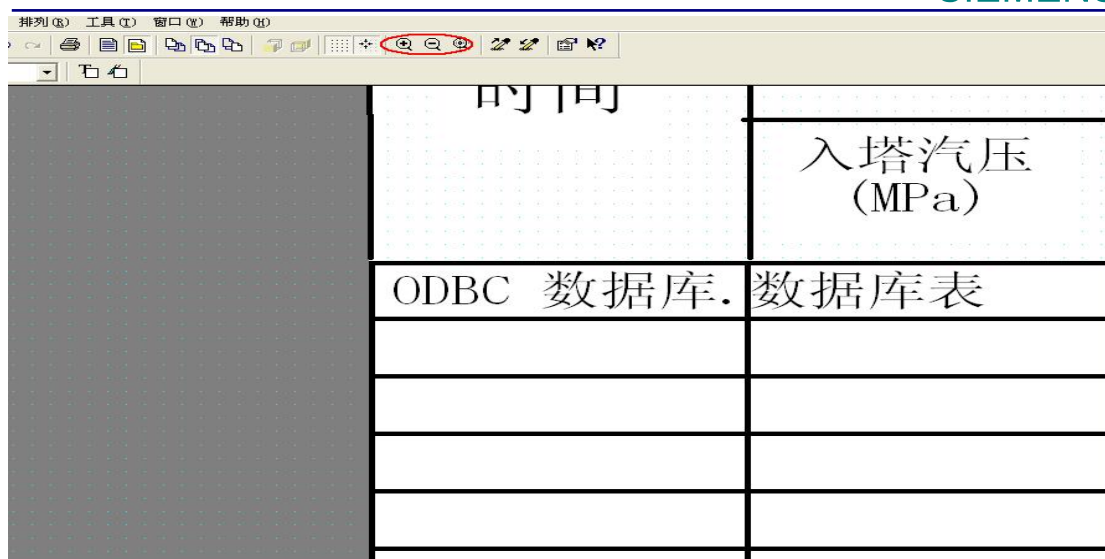 排列(R) 工具(T) 窗口(W) 帮助(H)
时间
入塔汽压
(MPa)
ODBC 数据库.
数据库表